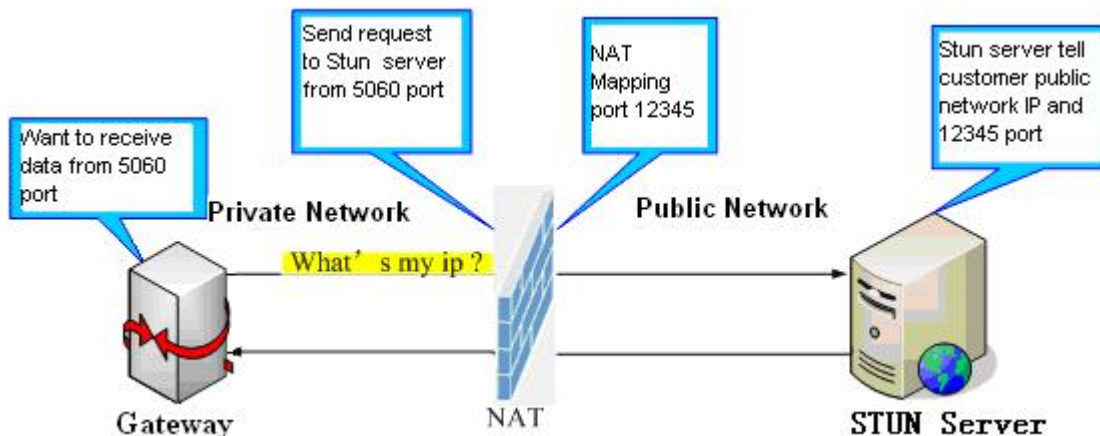 Send request
to Stun server
from 5060 port
NAT
Mapping
port 12345
Stun server tell
customer public
network IP and
12345 port
Want to receive
data from 5060
port
Private Network
Public Network
What's my ip ?
Gateway
NAT
STUN Server